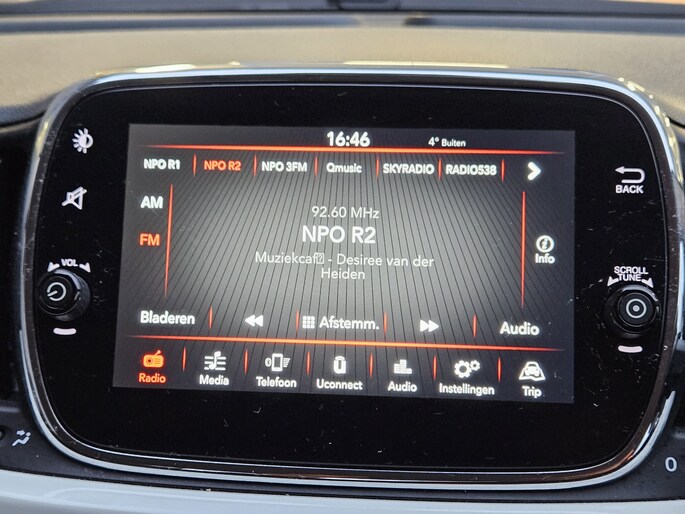 16:46 4° Buiten
NPO R1 NPO R2 NPO 3FM Qmusic SKYRADIO RADIO538
BACK
AM
92.60 MHz
FM
NPO R2
Info
Muziekcaf⍰ - Desiree van der
Heiden
VOL
SCROLL
TUNE
Bladeren Afstemm. Audio
Radio Media Telefoon Uconnect Audio Instellingen Trip
0